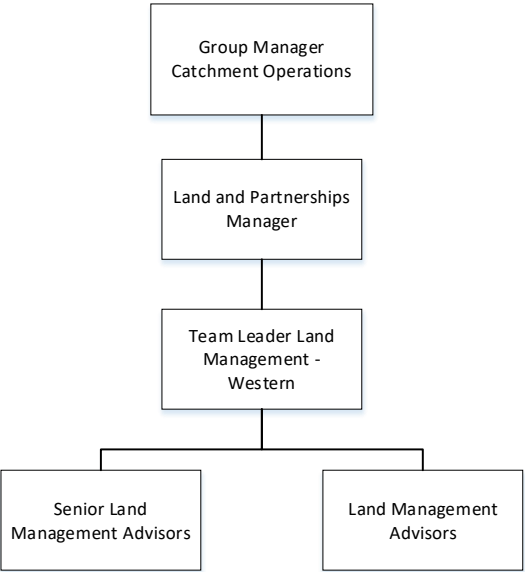 Group Manager
Catchment Operations
Land and Partnerships
Manager
Team Leader Land
Management -
Western
Senior Land
Management Advisors
Land Management
Advisors